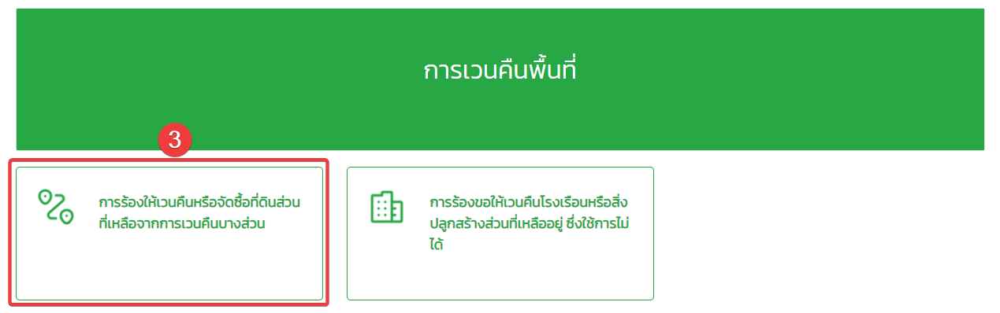 การเวนคืนพื้นที่
3
การร้องให้เวนคืนหรือจัดซื้อที่ดินส่วน
ที่เหลือจากการเวนคืนบางส่วน
การร้องขอให้เวนคืนโรงเรือนหรือสิ่ง
ปลูกสร้างส่วนที่เหลืออยู่ ซึ่งใช้การไม่
ได้